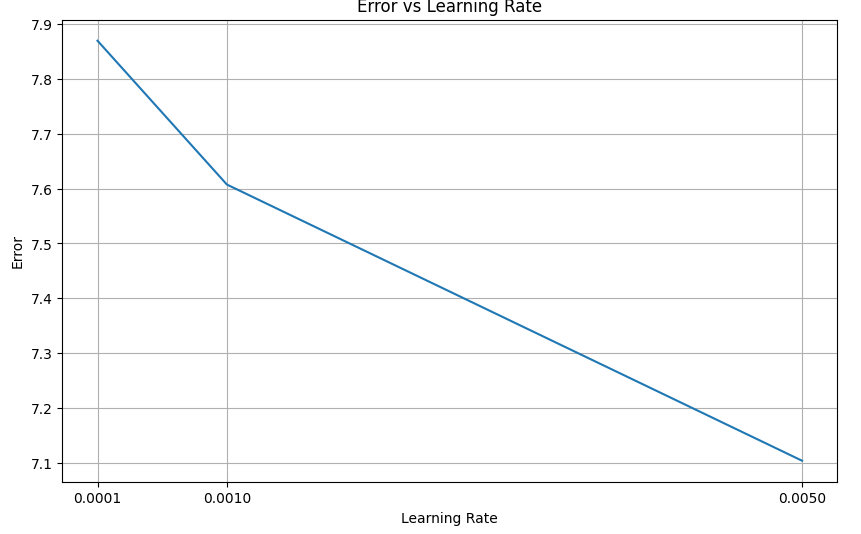 Error vs Learning Rate
7.9
7.8
7.7
7.6
7.5
7.4
7.3
7.2
7.1
Error
0.0001 0.0010 0.0050
Learning Rate